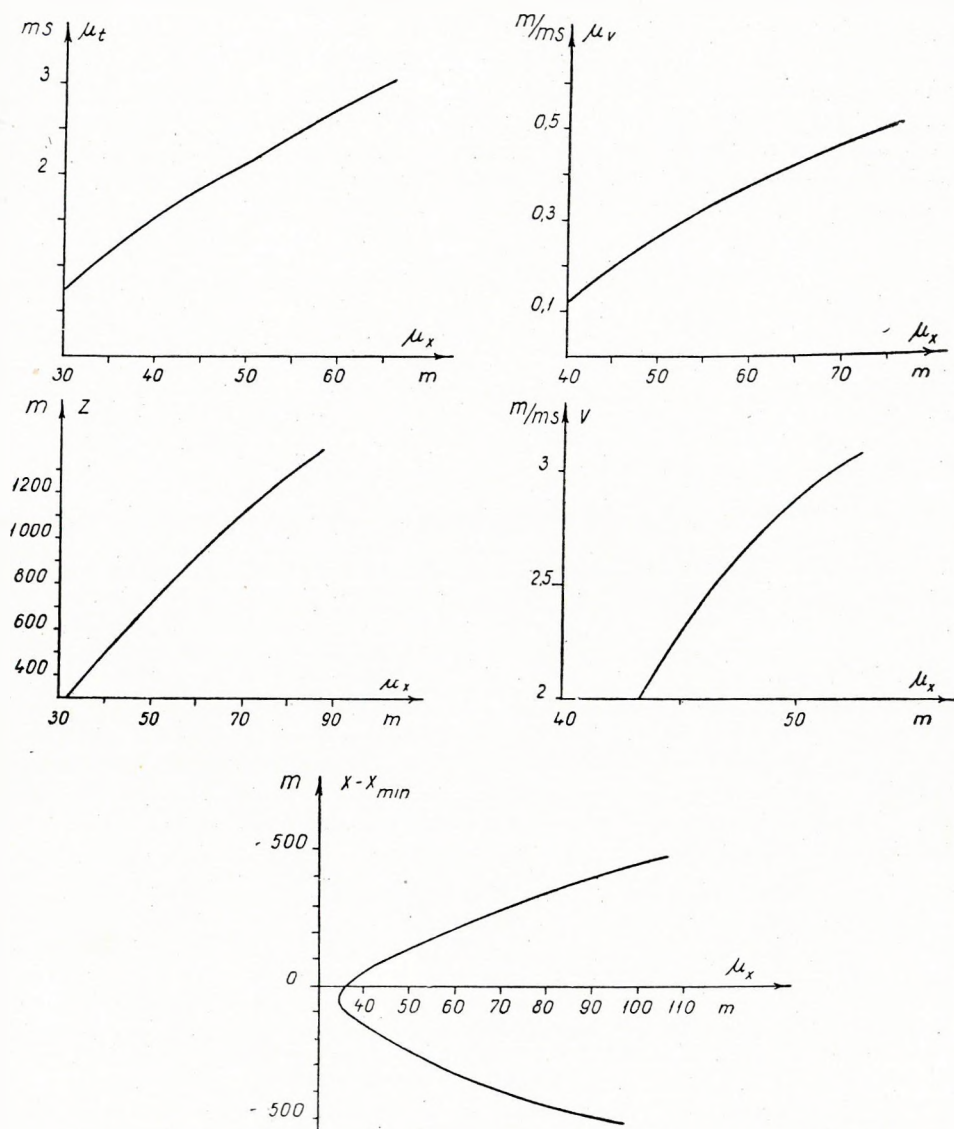 ms μt
3
2
μx
30 40 50 60 m
m/ms μv
0,5
0,3
0,1
μx
40 50 60 70 m
m Z
1200
1000
800
600
400
μx
30 50 70 90 m
m/ms V
3
2,5
2
μx
40 50 m
m x-xmin
500
0
μx
40 50 60 70 80 90 100 110 m
-500